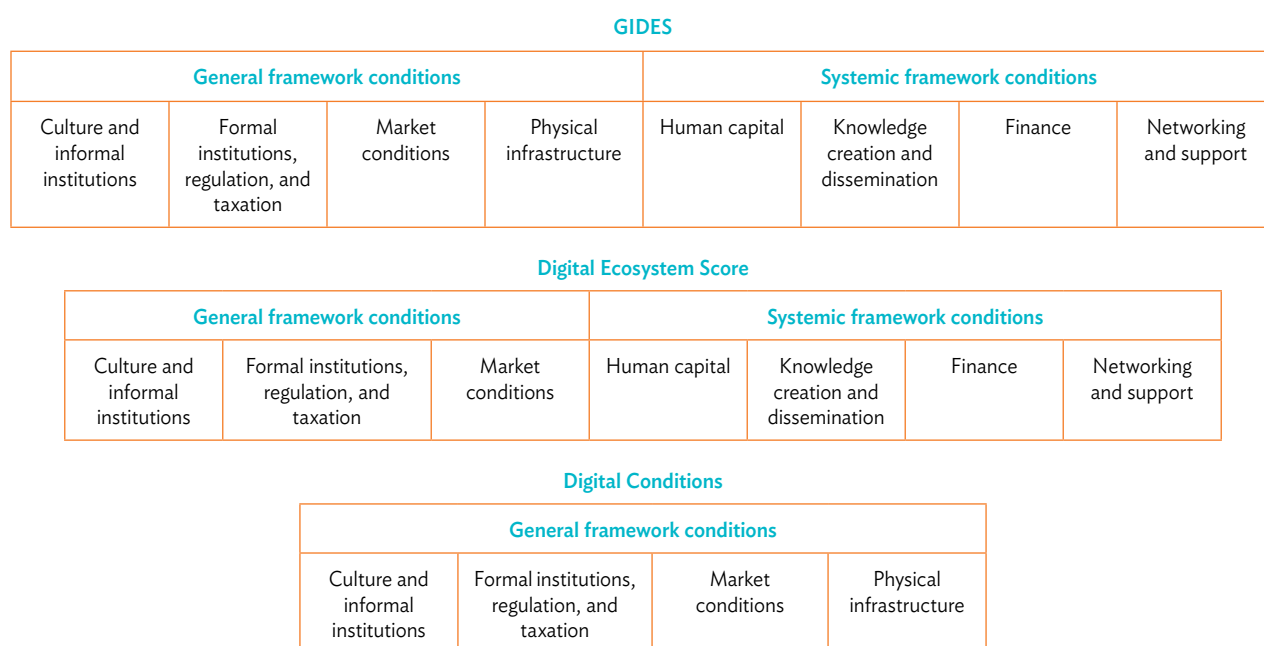 GIDES
General framework conditions
Systemic framework conditions
Culture and
informal
institutions
Formal
institutions,
regulation, and
taxation
Market
conditions
Physical
infrastructure
Human capital
Knowledge
creation and
dissemination
Finance
Networking
and support
Digital Ecosystem Score
General framework conditions
Systemic framework conditions
Culture and
informal
institutions
Formal institutions,
regulation, and
taxation
Market
conditions
Human capital
Knowledge
creation and
dissemination
Finance
Networking
and support
Digital Conditions
General framework conditions
Culture and
informal
institutions
Formal institutions,
regulation, and
taxation
Market
conditions
Physical
infrastructure